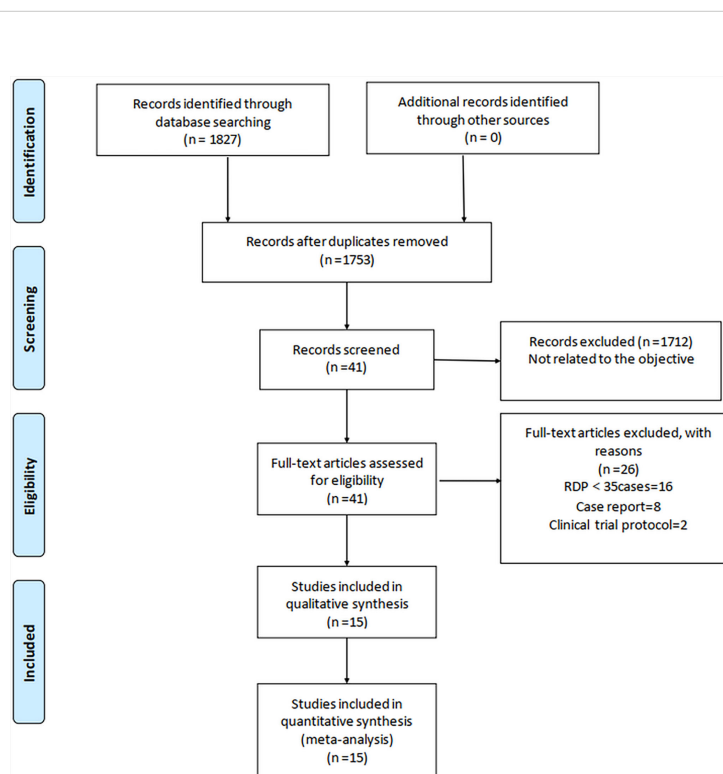 Identification
Records identified through
database searching
(n = 1827)
Additional records identified
through other sources
(n = 0)
Records after duplicates removed
(n =1753)
Screening
Records screened
(n =41)
Records excluded (n =1712)
Not related to the objective
Eligibility
Full-text articles assessed
for eligibility
(n =41)
Full-text articles excluded, with
reasons
(n =26)
RDP < 35cases=16
Case report=8
Clinical trial protocol=2
Included
Studies included in
qualitative synthesis
(n =15)
Studies included in
quantitative synthesis
(meta-analysis)
(n =15)